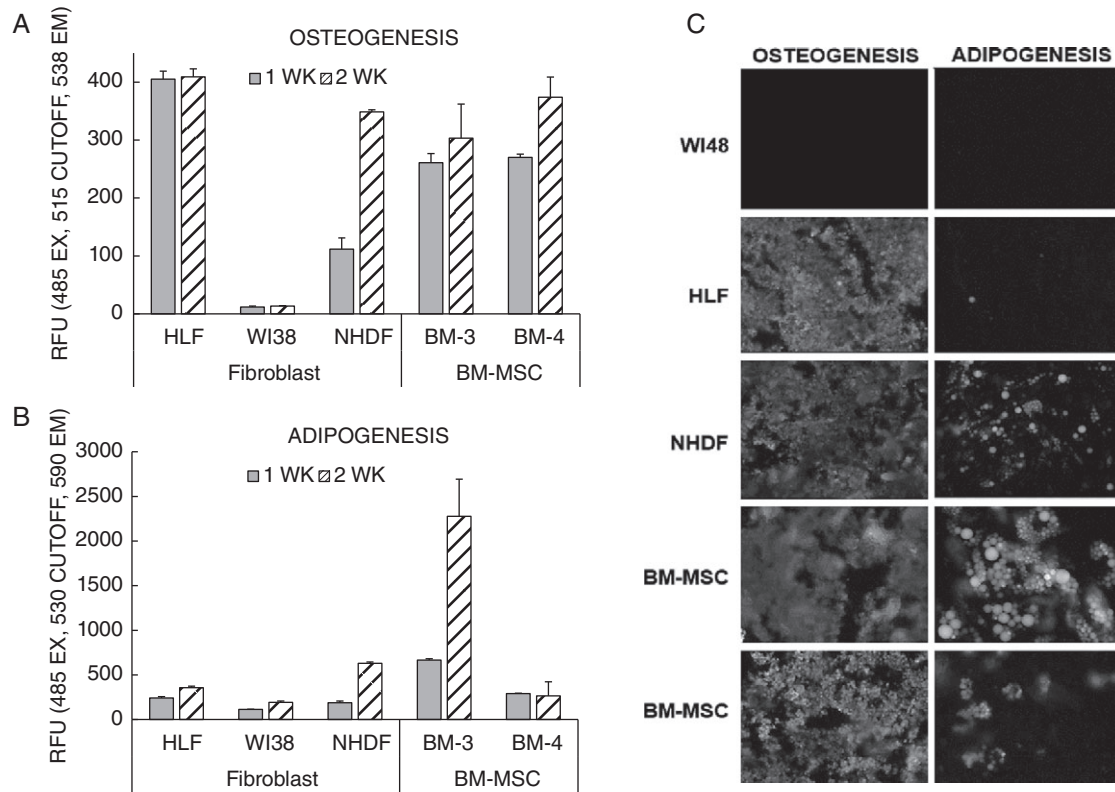 A
OSTEOGENESIS
1 WK 2 WK
RFU (485 EX, 515 CUTOFF, 538 EM)
400
300
200
100
0
HLF WI38 NHDF BM-3 BM-4
Fibroblast BM-MSC
B
ADIPOGENESIS
1 WK 2 WK
RFU (485 EX, 530 CUTOFF, 590 EM)
3000
2500
2000
1500
1000
500
0
HLF WI38 NHDF BM-3 BM-4
Fibroblast BM-MSC
C
OSTEOGENESIS ADIPOGENESIS
WI48
HLF
NHDF
BM-MSC
BM-MSC